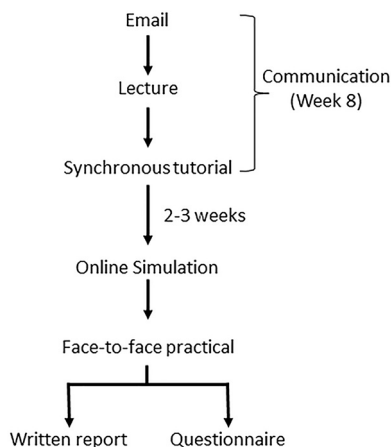 Email
Lecture
Communication
(Week 8)
Synchronous tutorial
2-3 weeks
Online Simulation
Face-to-face practical
Written report
Questionnaire